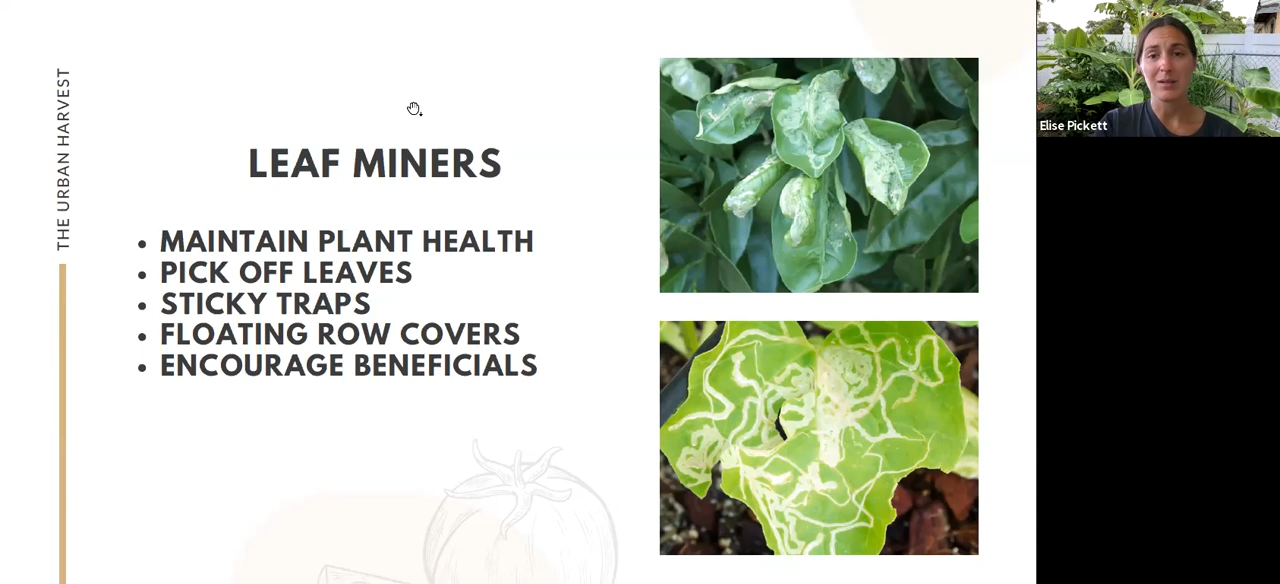 THE URBAN HARVEST
LEAF MINERS
• MAINTAIN PLANT HEALTH
• PICK OFF LEAVES
• STICKY TRAPS
• FLOATING ROW COVERS
• ENCOURAGE BENEFICIALS
Elise Pickett